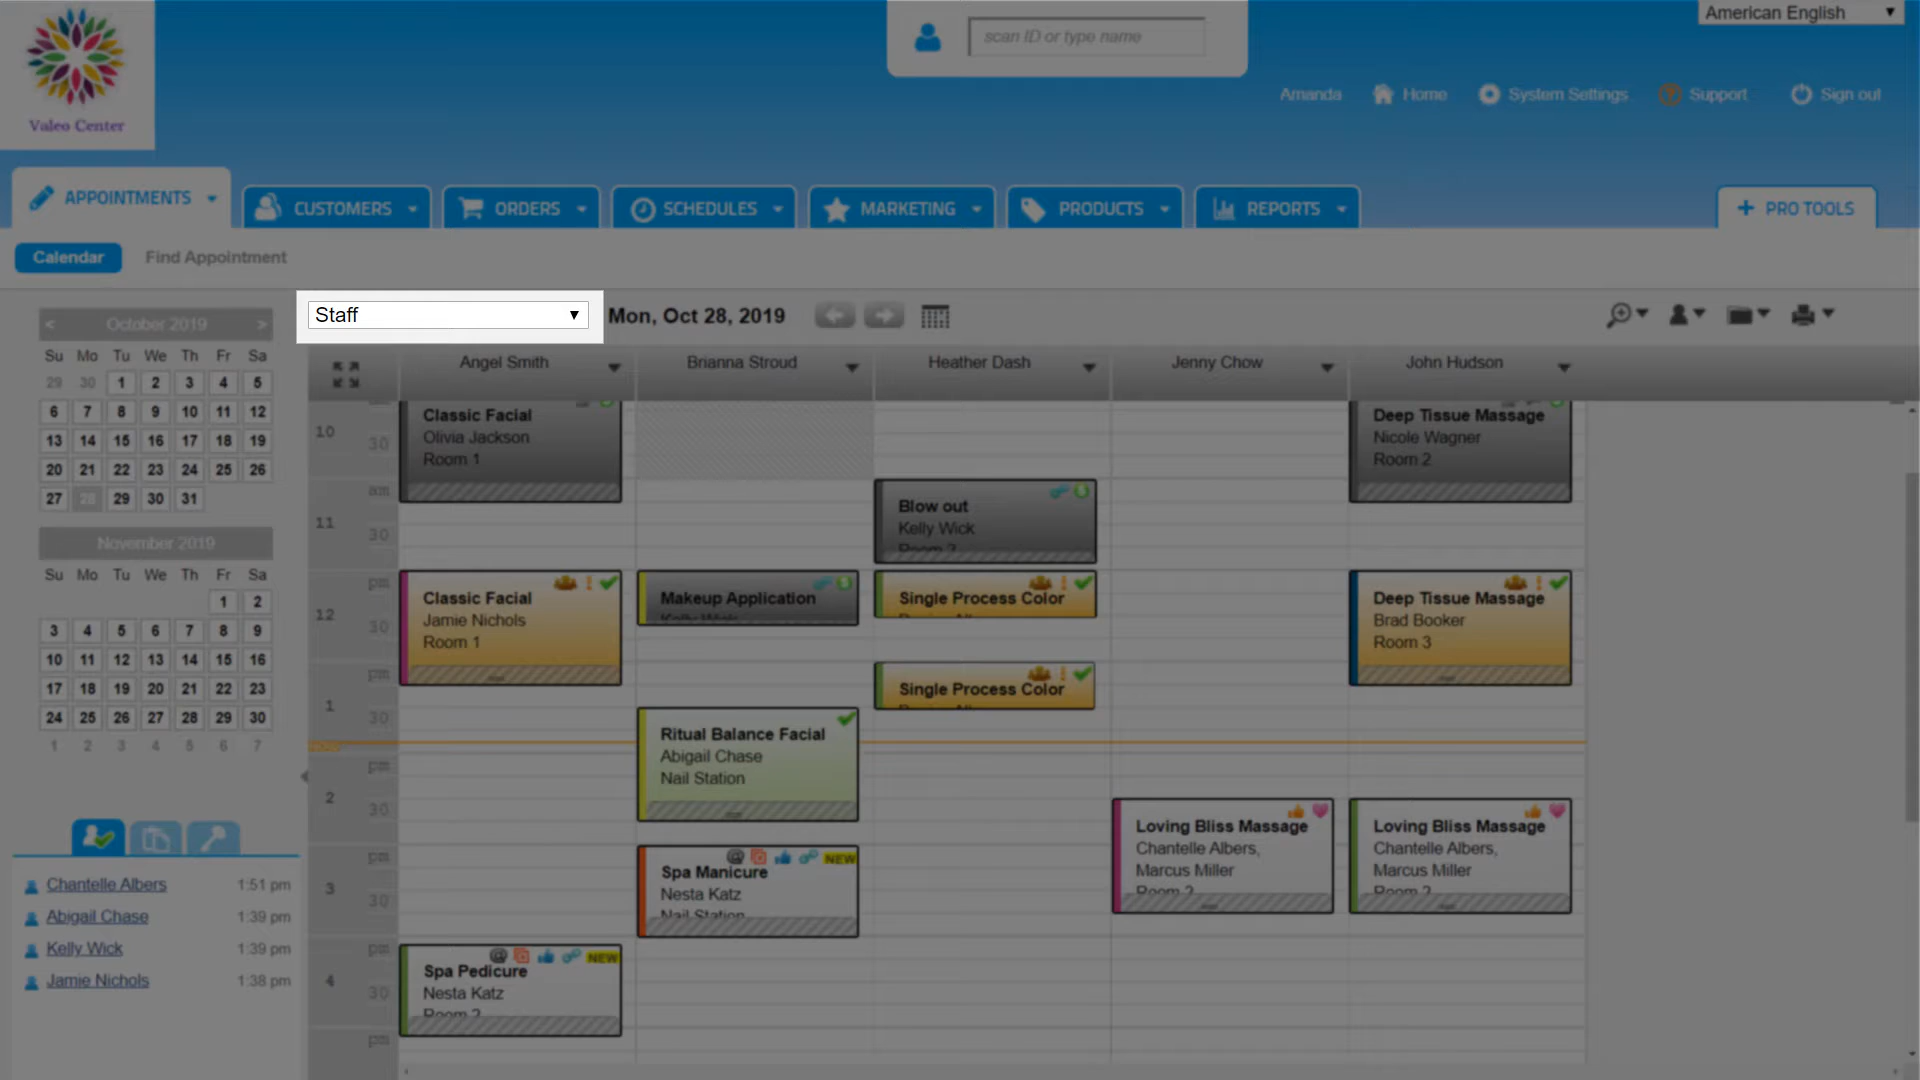 Valeo Center
scan ID or type name
American English
Amanda
Home
System Settings
Support
Sign out
APPOINTMENTS
CUSTOMERS
ORDERS
SCHEDULES
MARKETING
PRODUCTS
REPORTS
+ PRO TOOLS
Calendar
Find Appointment
Staff
Mon, Oct 28, 2019
< October 2019 >
Su Mo Tu We Th Fr Sa
29 30 1 2 3 4 5
6 7 8 9 10 11 12
13 14 15 16 17 18 19
20 21 22 23 24 25 26
27 28 29 30 31
November 2019
Su Mo Tu We Th Fr Sa
1 2
3 4 5 6 7 8 9
10 11 12 13 14 15 16
17 18 19 20 21 22 23
24 25 26 27 28 29 30
1 2 3 4 5 6 7
Chantelle Albers 1:51 pm
Abigail Chase 1:39 pm
Kelly Wick 1:39 pm
Jamie Nichols 1:38 pm
Angel Smith
Brianna Stroud
Heather Dash
Jenny Chow
John Hudson
10
30
am
11
30
pm
12
30
pm
1
30
pm
2
30
pm
3
30
pm
4
30
pm
Classic Facial
Olivia Jackson
Room 1
Classic Facial
Jamie Nichols
Room 1
NEW
Spa Pedicure
Nesta Katz
Room 2
Makeup Application
Kelly Wick
Ritual Balance Facial
Abigail Chase
Nail Station
NEW
Spa Manicure
Nesta Katz
Nail Station
Blow out
Kelly Wick
Room 2
Single Process Color
Single Process Color
Loving Bliss Massage
Chantelle Albers,
Marcus Miller
Room 2
Deep Tissue Massage
Nicole Wagner
Room 2
Deep Tissue Massage
Brad Booker
Room 3
Loving Bliss Massage
Chantelle Albers,
Marcus Miller
Room 2